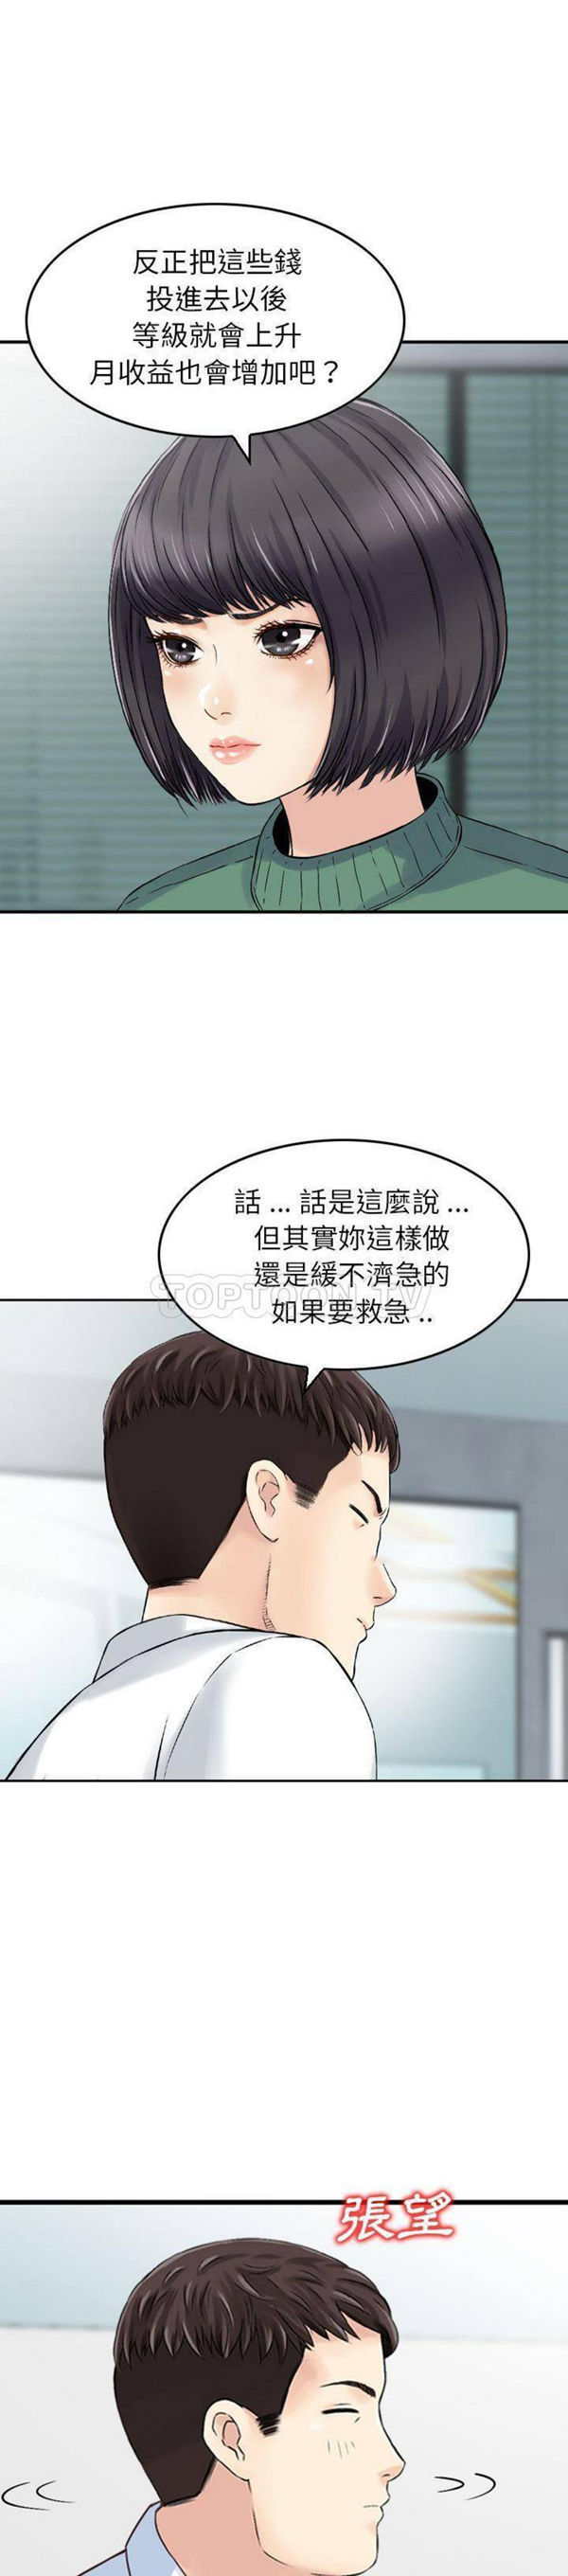 反正把這些錢
投進去以後
等級就會上升
月收益也會增加吧？
話 ... 話是這麼說 ...
但其實妳這樣做
還是緩不濟急的
如果要救急 ..
TOPTOON.TV
張望